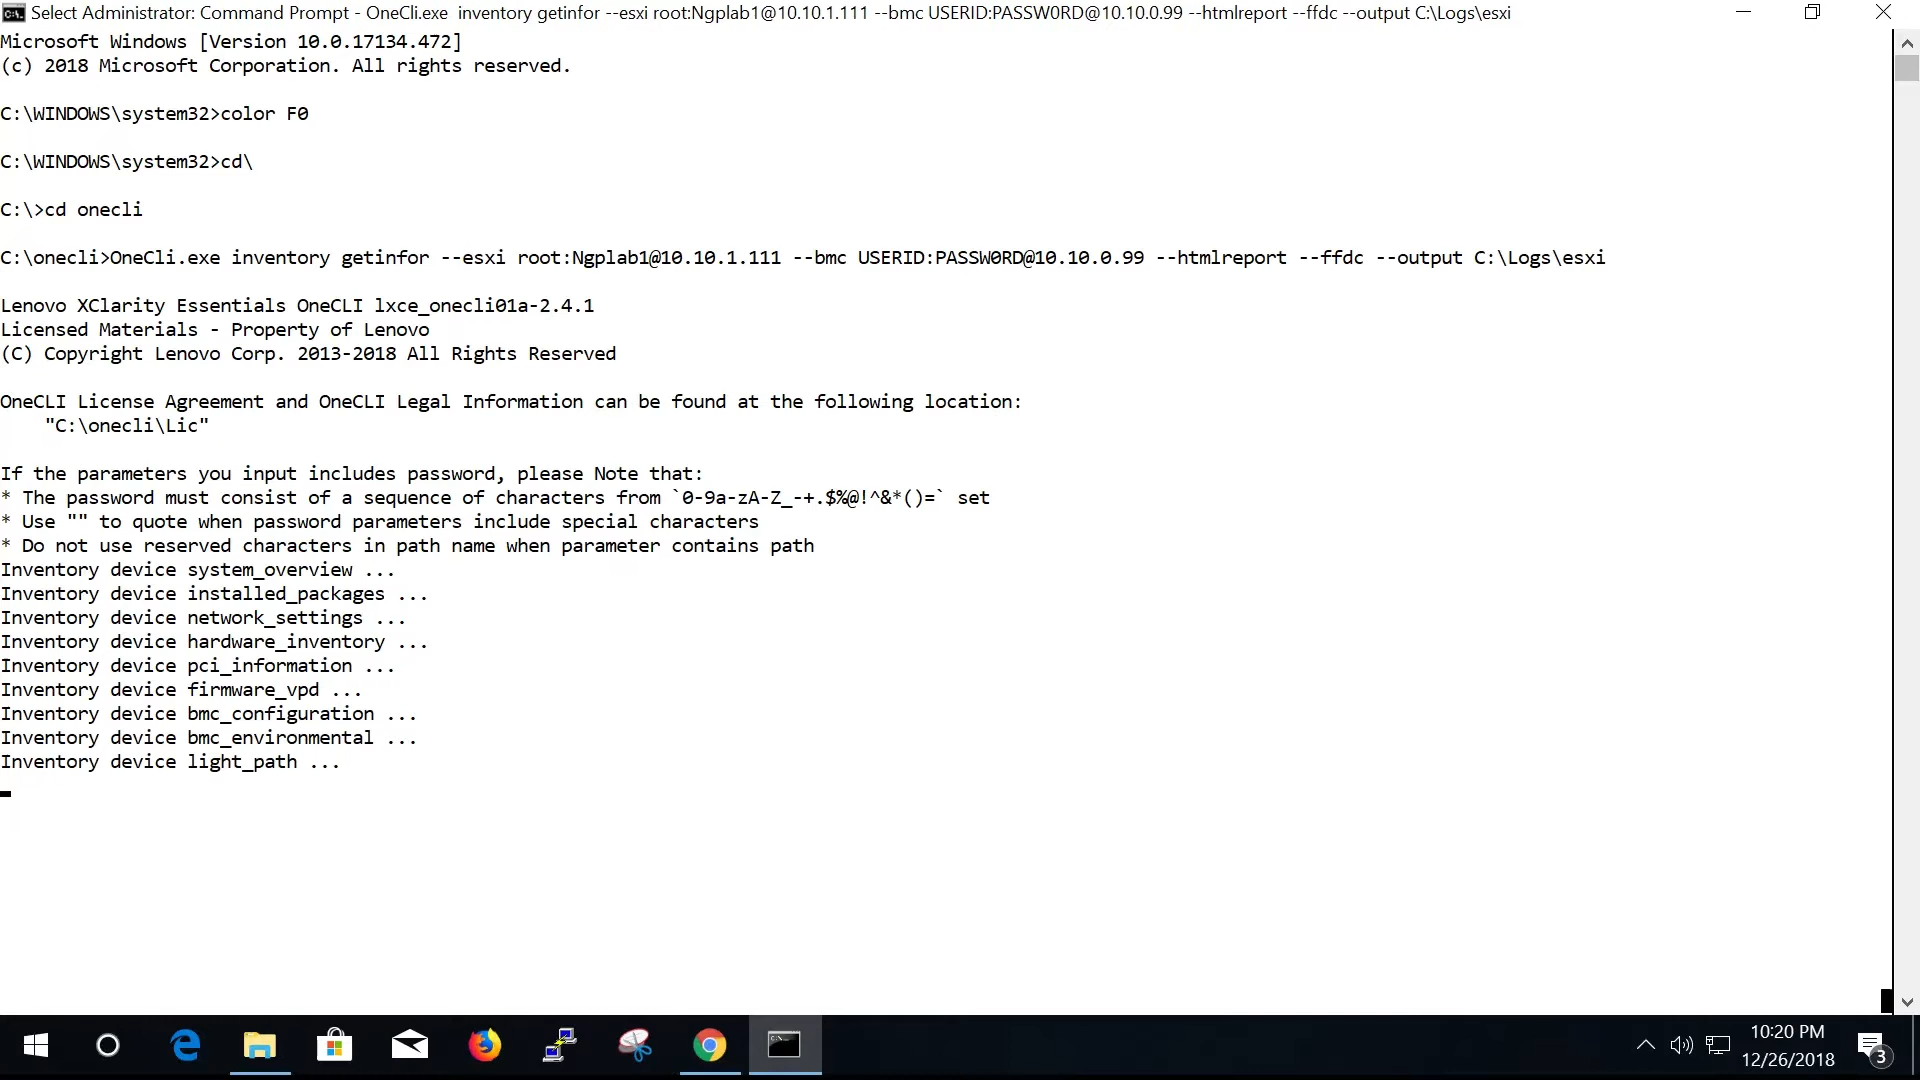 Select Administrator: Command Prompt - OneCli.exe  inventory getinfor --esxi root:Ngplab1@10.10.1.111 --bmc USERID:PASSW0RD@10.10.0.99 --htmlreport --ffdc --output C:\Logs\esxi
Microsoft Windows [Version 10.0.17134.472]
(c) 2018 Microsoft Corporation. All rights reserved.
C:\WINDOWS\system32>color F0
C:\WINDOWS\system32>cd\
C:\>cd onecli
C:\onecli>OneCli.exe inventory getinfor --esxi root:Ngplab1@10.10.1.111 --bmc USERID:PASSW0RD@10.10.0.99 --htmlreport --ffdc --output C:\Logs\esxi
Lenovo XClarity Essentials OneCLI lxce_onecli01a-2.4.1
Licensed Materials - Property of Lenovo
(C) Copyright Lenovo Corp. 2013-2018 All Rights Reserved
OneCLI License Agreement and OneCLI Legal Information can be found at the following location:
"C:\onecli\Lic"
If the parameters you input includes password, please Note that:
* The password must consist of a sequence of characters from `0-9a-zA-Z_-+.$%@!^&*()=` set
* Use "" to quote when password parameters include special characters
* Do not use reserved characters in path name when parameter contains path
Inventory device system_overview ...
Inventory device installed_packages ...
Inventory device network_settings ...
Inventory device hardware_inventory ...
Inventory device pci_information ...
Inventory device firmware_vpd ...
Inventory device bmc_configuration ...
Inventory device bmc_environmental ...
Inventory device light_path ...
10:20 PM
12/26/2018
3